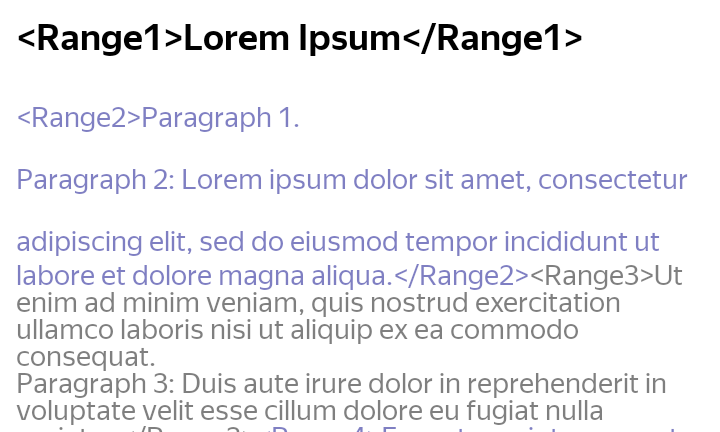 <Range1>Lorem Ipsum</Range1>
<Range2>Paragraph 1.
Paragraph 2: Lorem ipsum dolor sit amet, consectetur
adipiscing elit, sed do eiusmod tempor incididunt ut
labore et dolore magna aliqua.</Range2><Range3>Ut
enim ad minim veniam, quis nostrud exercitation
ullamco laboris nisi ut aliquip ex ea commodo
consequat.
Paragraph 3: Duis aute irure dolor in reprehenderit in
voluptate velit esse cillum dolore eu fugiat nulla